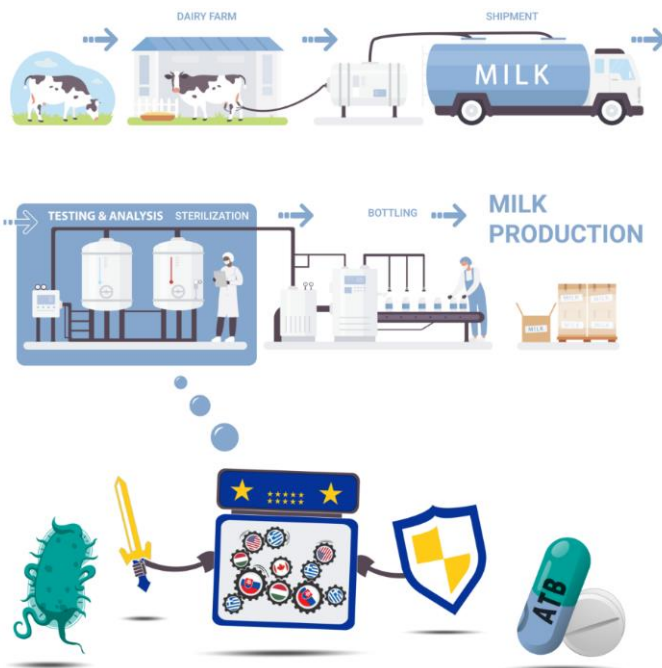 DAIRY FARM
SHIPMENT
MILK
TESTING & ANALYSIS
STERILIZATION
BOTTLING
MILK
PRODUCTION
MILK
ATB